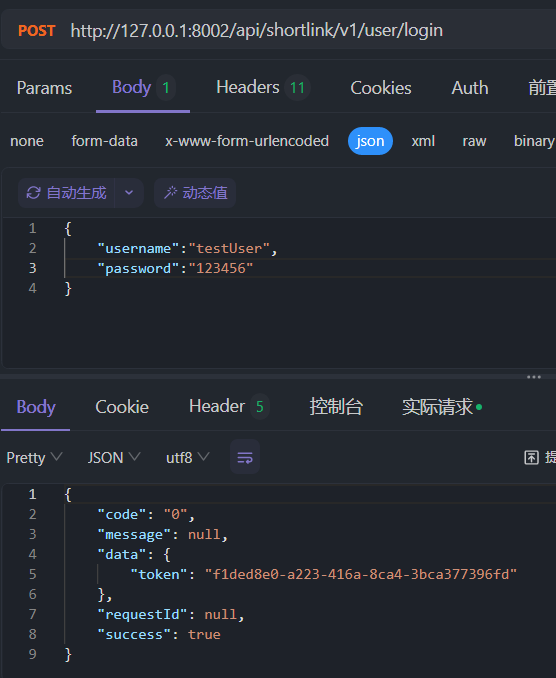 POST http://127.0.0.1:8002/api/shortlink/v1/user/login
Params Body 1 Headers 11 Cookies Auth 前置
none form-data x-www-form-urlencoded json xml raw binary
自动生成 动态值
1 {
2 "username":"testUser",
3 "password":"123456"
4 }
Body Cookie Header 5 控制台 实际请求
Pretty JSON utf8 提
1 {
2 "code": "0",
3 "message": null,
4 "data": {
5 "token": "f1ded8e0-a223-416a-8ca4-3bca377396fd"
6 },
7 "requestId": null,
8 "success": true
9 }